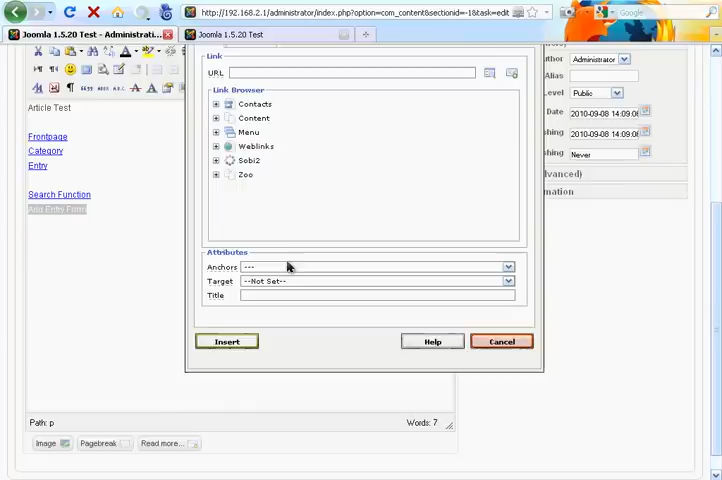 http://192.168.2.1/administrator/index.php?option=com_content&sectionid=-1&task=edit
Google
Joomla 1.5.20 Test - Administrati...
Joomla 1.5.20 Test
Article Test
Frontpage
Category
Entry
Search Function
Add Entry Form
Path: p
Words: 7
Image
Pagebreak
Read more...
Link
URL
Link Browser
Contacts
Content
Menu
Weblinks
Sobi2
Zoo
Attributes
Anchors
---
Target
--Not Set--
Title
Insert
Help
Cancel
uthor
Administrator
Alias
Level
Public
Date
2010-09-08 14:09:06
shing
2010-09-08 14:09:06
shing
Never
dvanced)
mation